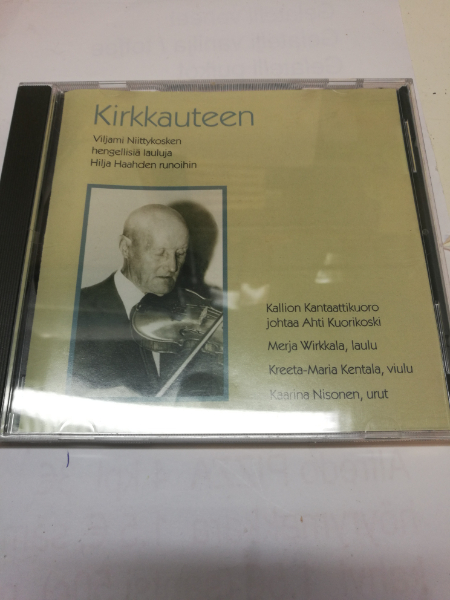 Kirkkauteen
Viljami Niittykosken
hengellisiä lauluja
Hilja Haahden runoihin
Kallion Kantaattikuoro
johtaa Ahti Kuorikoski
Merja Wirkkala, laulu
Kreeta-Maria Kentala, viulu
Kaarina Nisonen, urut